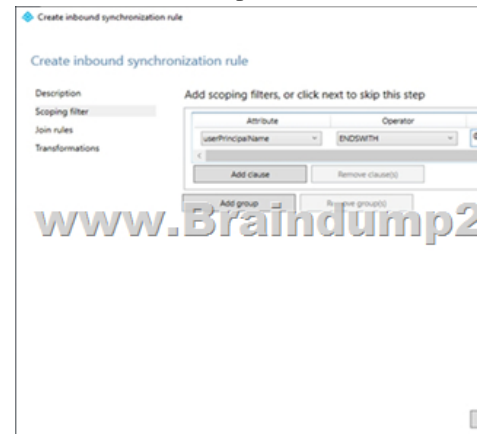 Create inbound synchronization rule
Create inbound synchronization rule
Description
Scoping filter
Join rules
Transformations
Add scoping filters, or click next to skip this step
Attribute Operator
userPrincipalName ENDSWITH
Add clause Remove clause(s)
Add group Remove group(s)
www.Braindump2